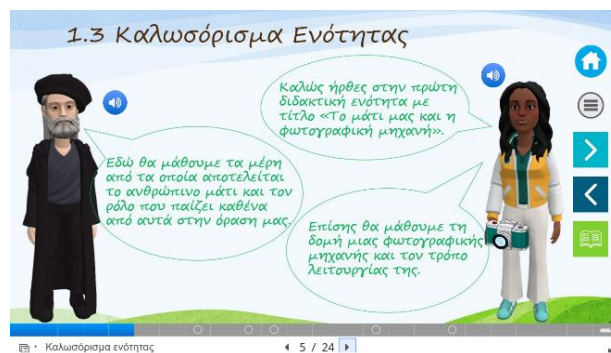 1.3 Καλωσόρισμα Ενότητας
Καλώς ήρθες στην πρώτη
διδακτική ενότητα με
τίτλο «Το μάτι μας και η
φωτογραφική μηχανή».
Εδώ θα μάθουμε τα μέρη
από τα οποία αποτελείται
το ανθρώπινο μάτι και τον
ρόλο που παίζει καθένα
από αυτά στην όραση μας.
Επίσης θα μάθουμε τη
δομή μιας φωτογραφικής
μηχανής και τον τρόπο
λειτουργίας της.
Καλωσόρισμα ενότητας
5 / 24